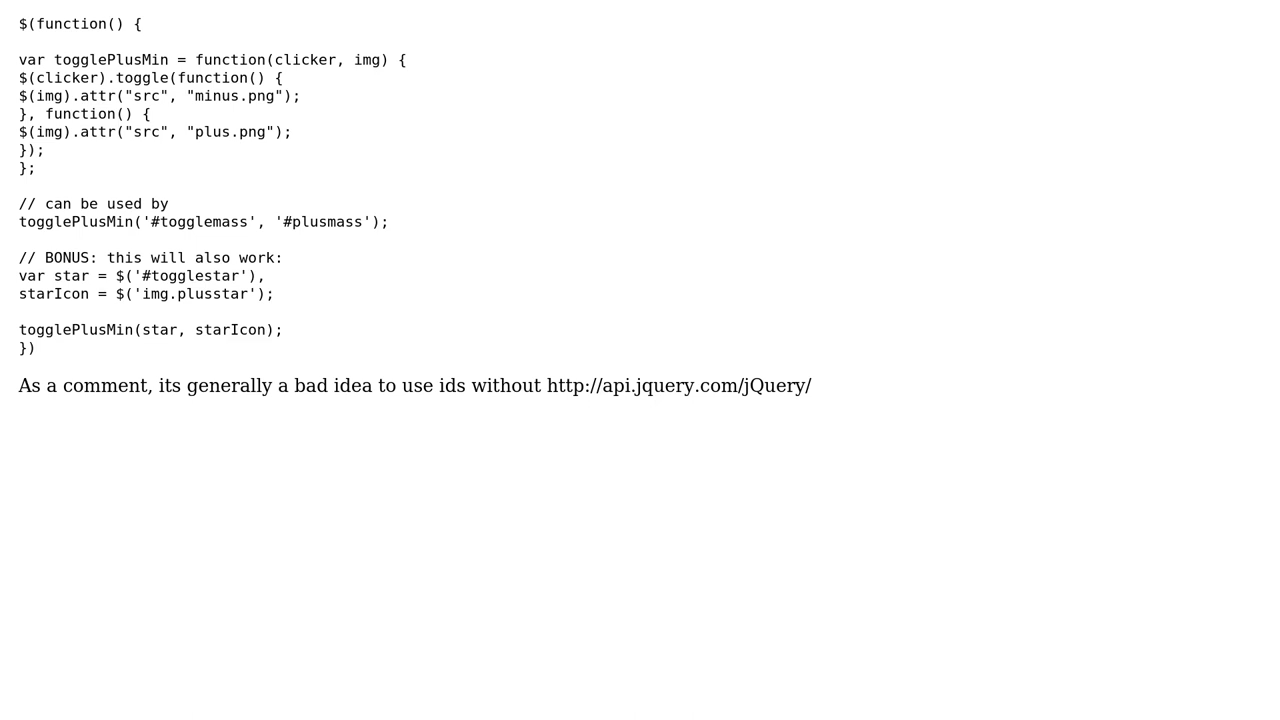 $(function() {
var togglePlusMin = function(clicker, img) {
$(clicker).toggle(function() {
$(img).attr("src", "minus.png");
}, function() {
$(img).attr("src", "plus.png");
});
};
// can be used by
togglePlusMin('#togglemass', '#plusmass');
// BONUS: this will also work:
var star = $('#togglestar'),
starIcon = $('img.plusstar');
togglePlusMin(star, starIcon);
})
As a comment, its generally a bad idea to use ids without http://api.jquery.com/jQuery/